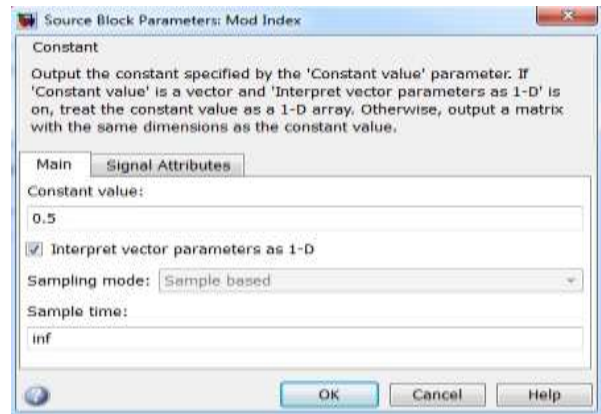 Source Block Parameters: Mod Index
Constant
Output the constant specified by the 'Constant value' parameter. If
'Constant value' is a vector and 'Interpret vector parameters as 1-D' is
on, treat the constant value as a 1-D array. Otherwise, output a matrix
with the same dimensions as the constant value.
Main Signal Attributes
Constant value:
0.5
Interpret vector parameters as 1-D
Sampling mode: Sample based
Sample time:
inf
OK Cancel Help